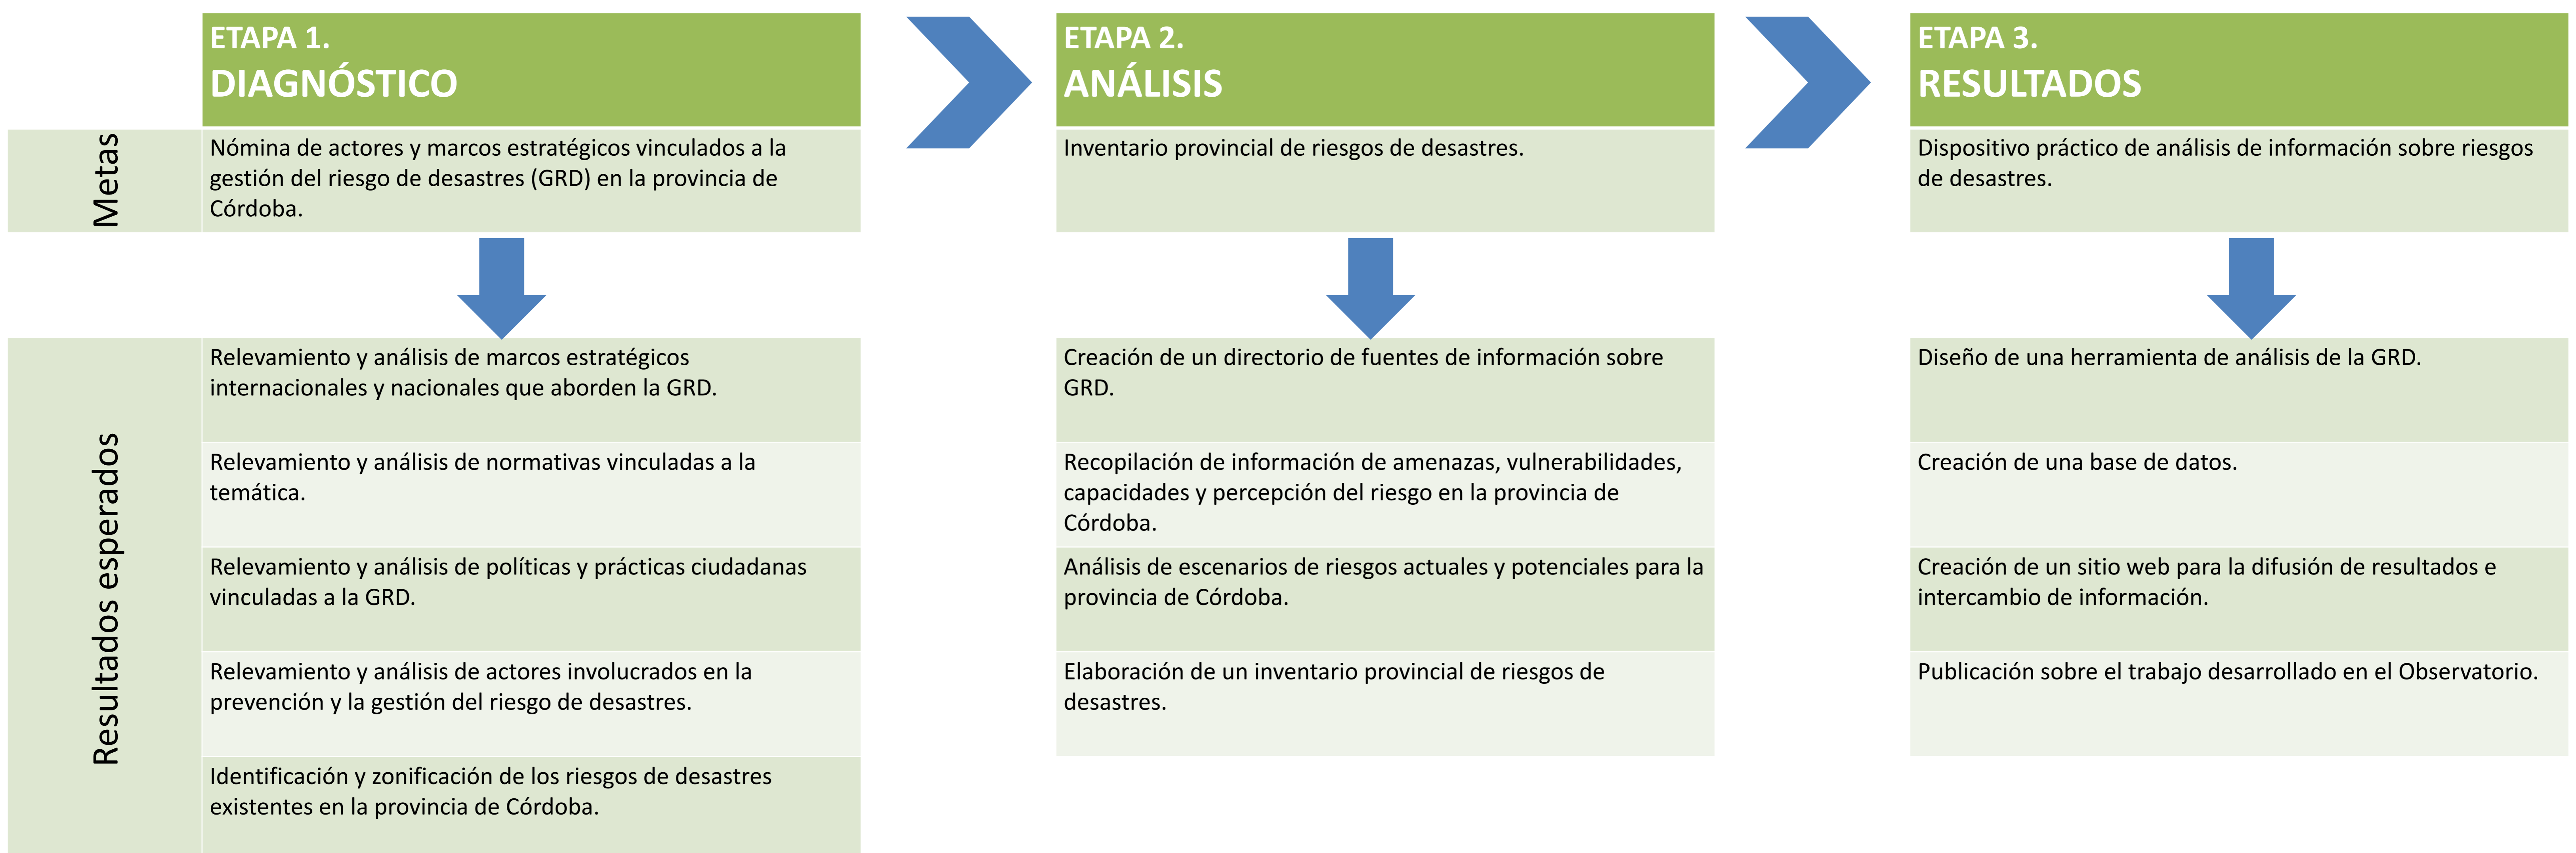 ETAPA 1.
DIAGNÓSTICO
ETAPA 2.
ANÁLISIS
ETAPA 3.
RESULTADOS
Metas
Nómina de actores y marcos estratégicos vinculados a la
gestión del riesgo de desastres (GRD) en la provincia de
Córdoba.
Inventario provincial de riesgos de desastres.
Dispositivo práctico de análisis de información sobre riesgos
de desastres.
Resultados esperados
Relevamiento y análisis de marcos estratégicos
internacionales y nacionales que aborden la GRD.
Relevamiento y análisis de normativas vinculadas a la
temática.
Relevamiento y análisis de políticas y prácticas ciudadanas
vinculadas a la GRD.
Relevamiento y análisis de actores involucrados en la
prevención y la gestión del riesgo de desastres.
Identificación y zonificación de los riesgos de desastres
existentes en la provincia de Córdoba.
Creación de un directorio de fuentes de información sobre
GRD.
Recopilación de información de amenazas, vulnerabilidades,
capacidades y percepción del riesgo en la provincia de
Córdoba.
Análisis de escenarios de riesgos actuales y potenciales para la
provincia de Córdoba.
Elaboración de un inventario provincial de riesgos de
desastres.
Diseño de una herramienta de análisis de la GRD.
Creación de una base de datos.
Creación de un sitio web para la difusión de resultados e
intercambio de información.
Publicación sobre el trabajo desarrollado en el Observatorio.